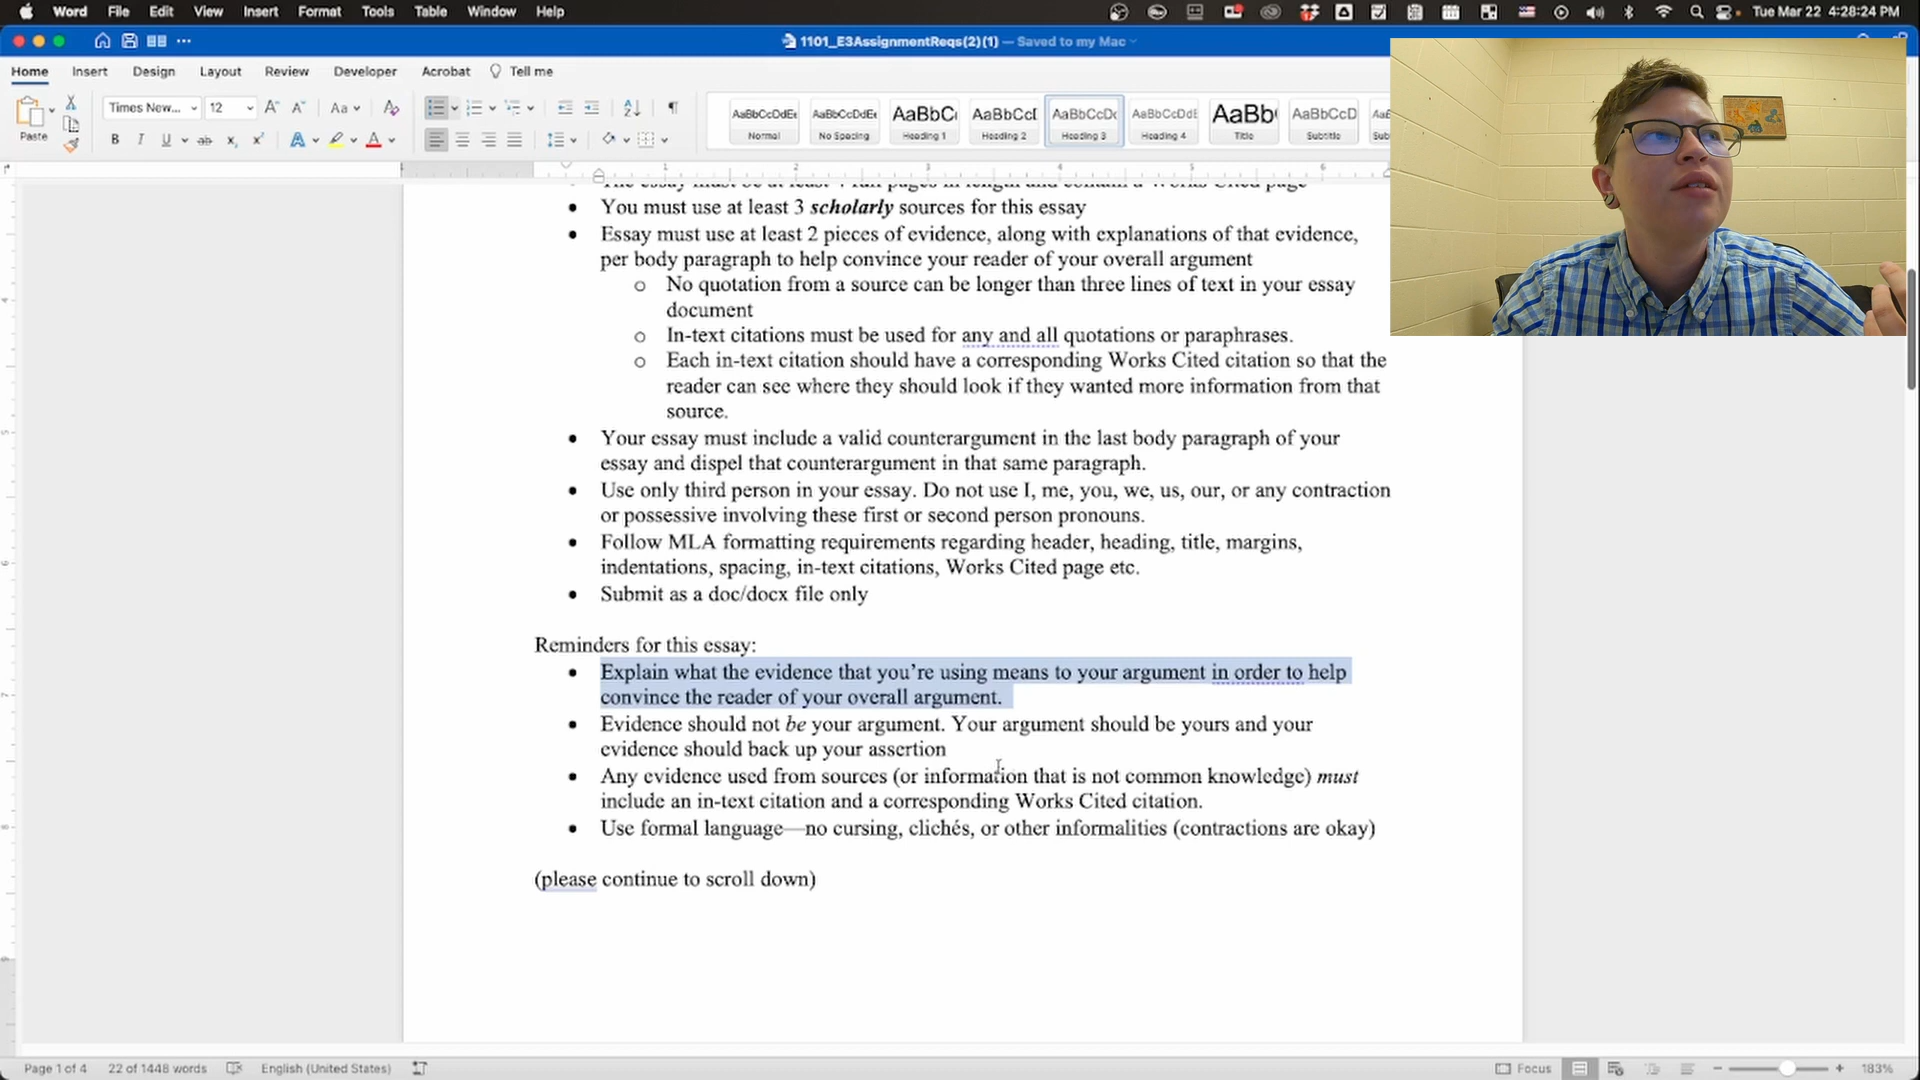 Word File Edit View Insert Format Tools Table Window Help
Tue Mar 22 4:28:24 PM
1101_E3AssignmentReqs(2)(1) — Saved to my Mac
Home Insert Design Layout Review Developer Acrobat Tell me
Paste
Times New... 12
Aa
B I U ab x₂ x²
AaBbCcDdEe AaBbCcDdEe AaBbC AaBbCcD AaBbCcD AaBbCcDdE AaBb AaBbCcD
Normal No Spacing Heading 1 Heading 2 Heading 3 Heading 4 Title Subtitle
1 2 3 4 5 6
The essay must be at least 4 full pages in length and contain a Works Cited page
• You must use at least 3 scholarly sources for this essay
• Essay must use at least 2 pieces of evidence, along with explanations of that evidence,
per body paragraph to help convince your reader of your overall argument
o No quotation from a source can be longer than three lines of text in your essay
document
o In-text citations must be used for any and all quotations or paraphrases.
o Each in-text citation should have a corresponding Works Cited citation so that the
reader can see where they should look if they wanted more information from that
source.
• Your essay must include a valid counterargument in the last body paragraph of your
essay and dispel that counterargument in that same paragraph.
• Use only third person in your essay. Do not use I, me, you, we, us, our, or any contraction
or possessive involving these first or second person pronouns.
• Follow MLA formatting requirements regarding header, heading, title, margins,
indentations, spacing, in-text citations, Works Cited page etc.
• Submit as a doc/docx file only
Reminders for this essay:
• Explain what the evidence that you're using means to your argument in order to help
convince the reader of your overall argument.
• Evidence should not be your argument. Your argument should be yours and your
evidence should back up your assertion
• Any evidence used from sources (or information that is not common knowledge) must
include an in-text citation and a corresponding Works Cited citation.
• Use formal language—no cursing, clichés, or other informalities (contractions are okay)
(please continue to scroll down)
Page 1 of 4 22 of 1448 words English (United States) Focus 183%